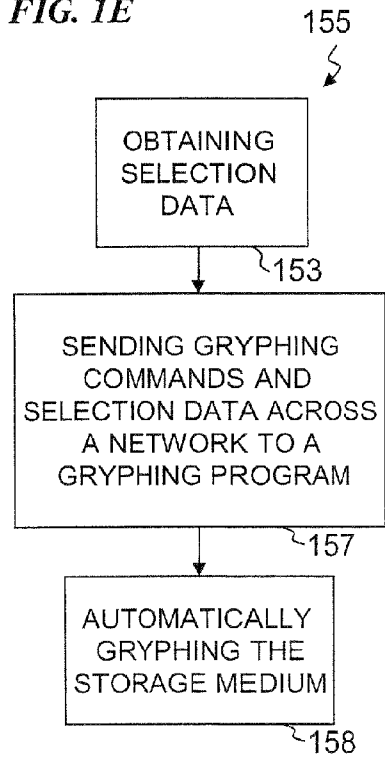 FIG. 1E
155
OBTAINING
SELECTION
DATA
153
SENDING GRYPHING
COMMANDS AND
SELECTION DATA ACROSS
A NETWORK TO A
GRYPHING PROGRAM
157
AUTOMATICALLY
GRYPHING THE
STORAGE MEDIUM
158